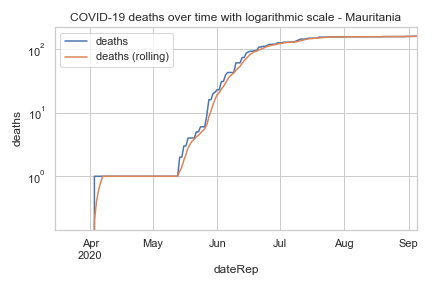 COVID-19 deaths over time with logarithmic scale - Mauritania
deaths
deaths (rolling)
10²
10¹
10⁰
deaths
Apr
2020
May
Jun
Jul
Aug
Sep
dateRep